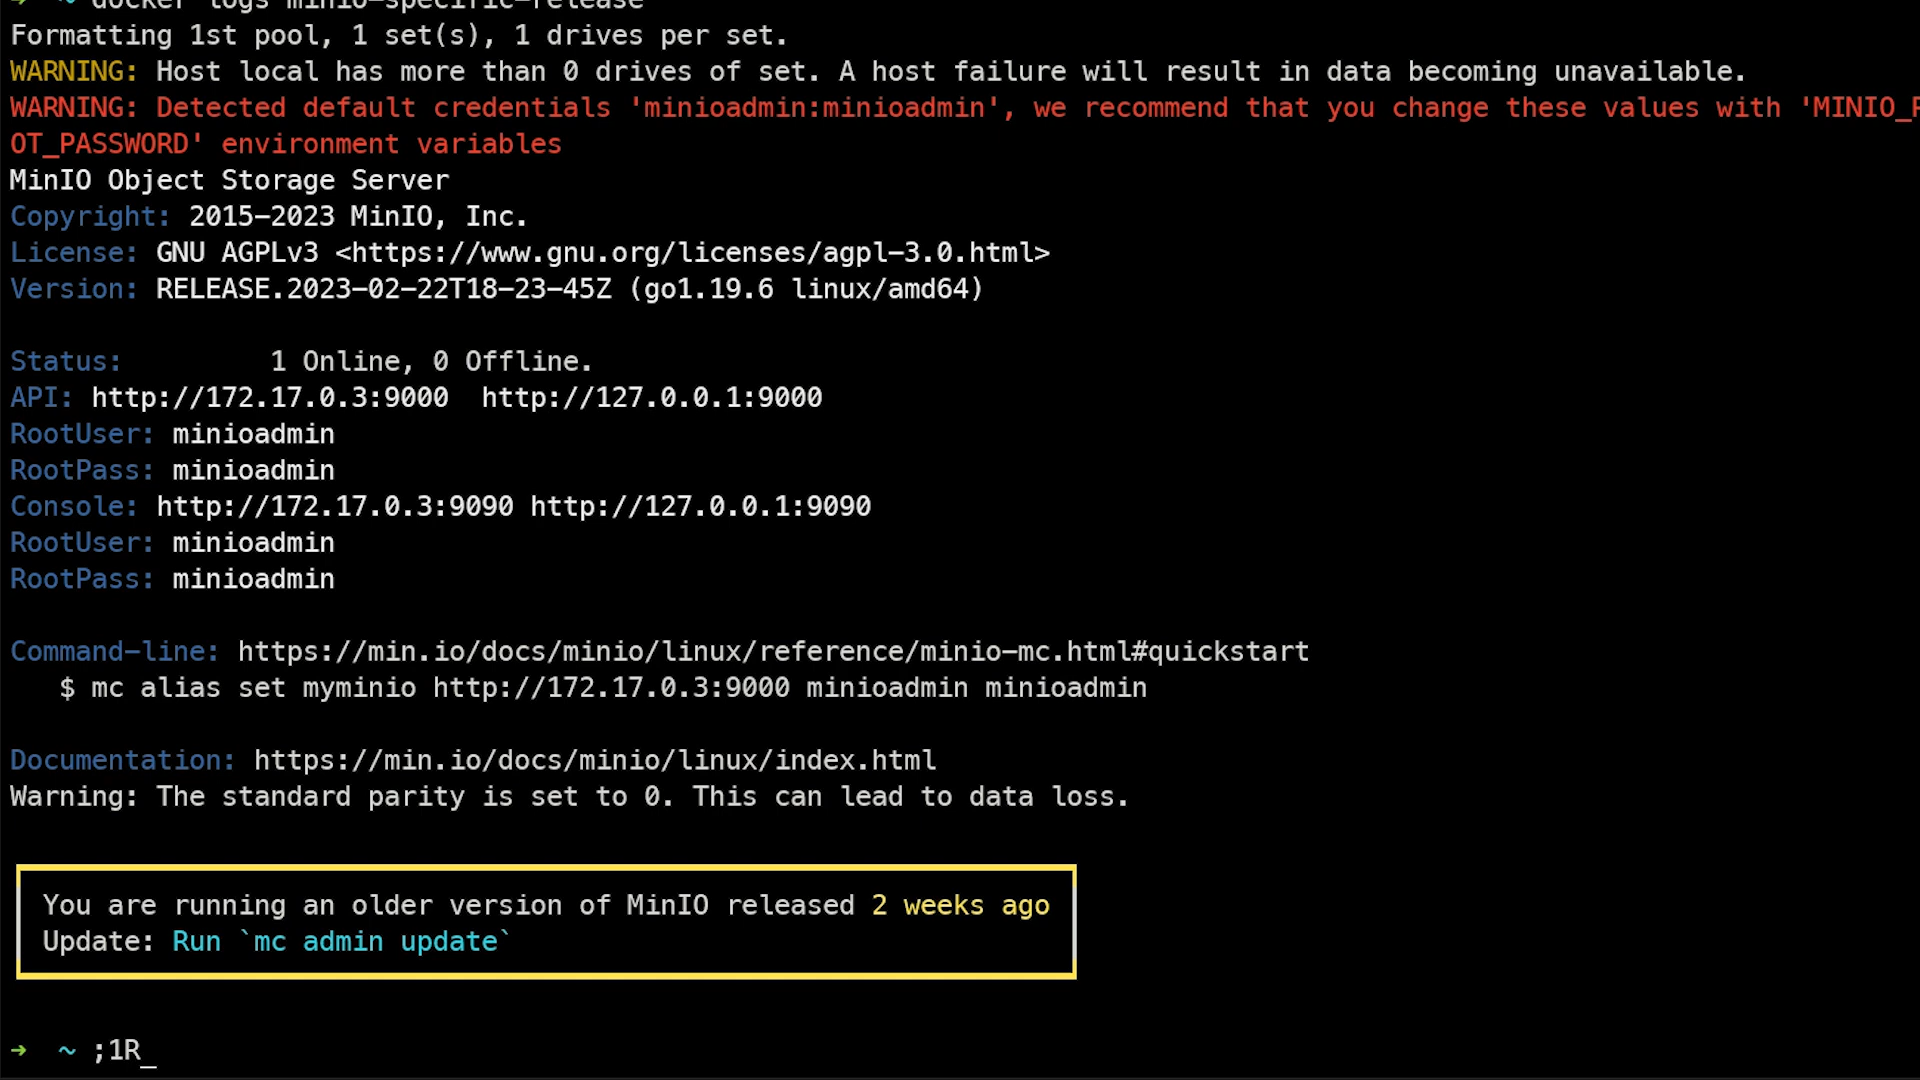 ➜ ~ docker logs minio-specific-release
Formatting 1st pool, 1 set(s), 1 drives per set.
WARNING: Host local has more than 0 drives of set. A host failure will result in data becoming unavailable.
WARNING: Detected default credentials 'minioadmin:minioadmin', we recommend that you change these values with 'MINIO_R
OT_PASSWORD' environment variables
MinIO Object Storage Server
Copyright: 2015-2023 MinIO, Inc.
License: GNU AGPLv3 <https://www.gnu.org/licenses/agpl-3.0.html>
Version: RELEASE.2023-02-22T18-23-45Z (go1.19.6 linux/amd64)
Status:         1 Online, 0 Offline.
API: http://172.17.0.3:9000  http://127.0.0.1:9000
RootUser: minioadmin
RootPass: minioadmin
Console: http://172.17.0.3:9090 http://127.0.0.1:9090
RootUser: minioadmin
RootPass: minioadmin
Command-line: https://min.io/docs/minio/linux/reference/minio-mc.html#quickstart
$ mc alias set myminio http://172.17.0.3:9000 minioadmin minioadmin
Documentation: https://min.io/docs/minio/linux/index.html
Warning: The standard parity is set to 0. This can lead to data loss.
You are running an older version of MinIO released 2 weeks ago
Update: Run `mc admin update`
➜ ~ ;1R_